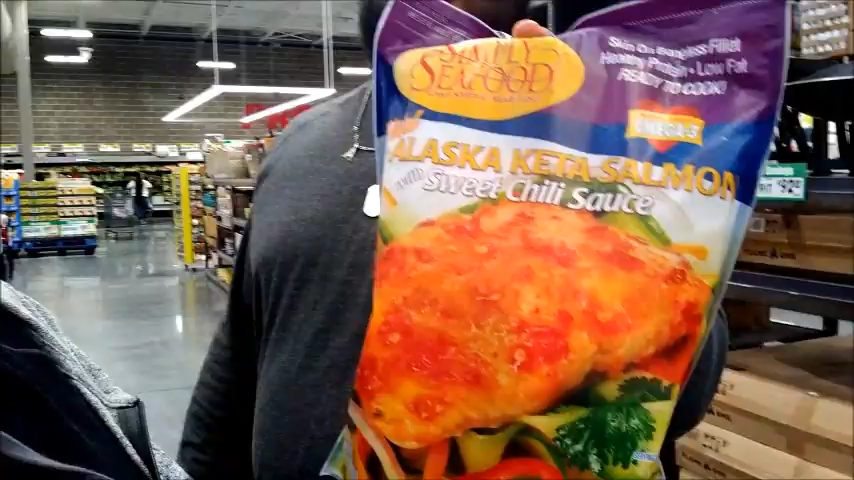 SEAFOOD
Skin On Boneless Fillet
Healthy Protein • Low Fat
READY TO COOK!
OMEGA-3
ALASKA KETA SALMON
with Sweet Chili Sauce